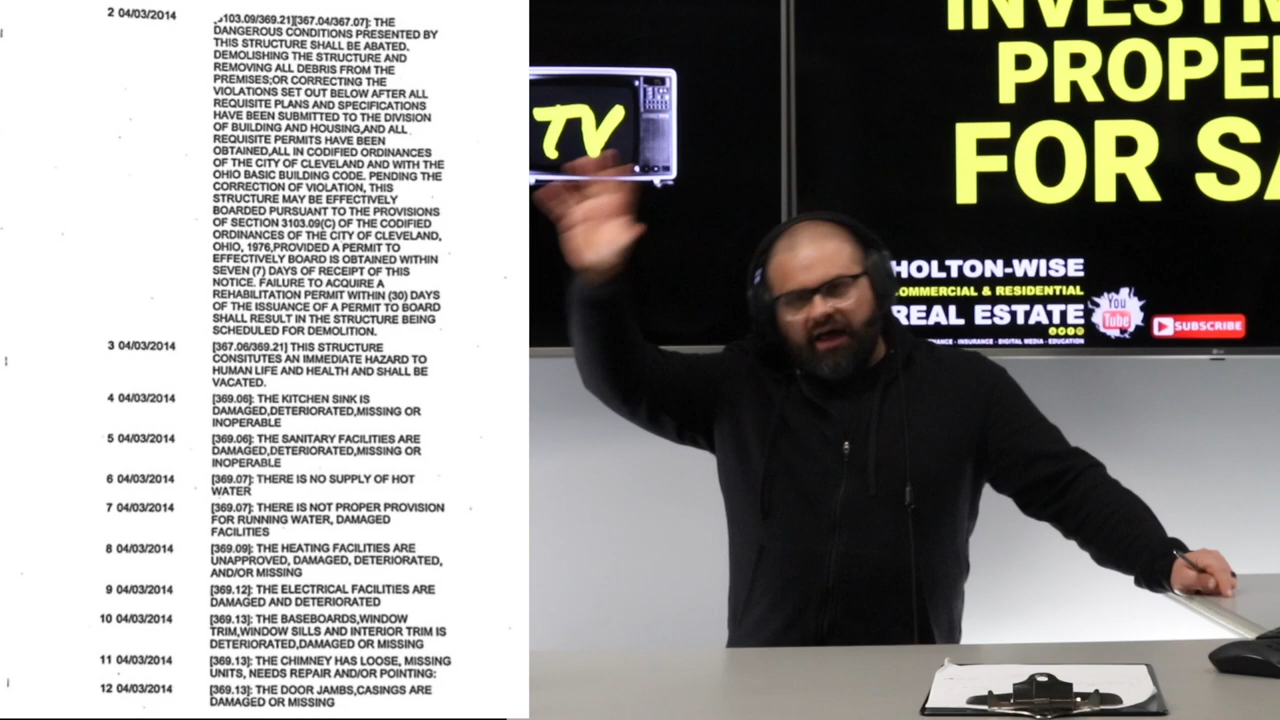 2 04/03/2014
[3103.09/369.21][367.04/367.07]: THE
DANGEROUS CONDITIONS PRESENTED BY
THIS STRUCTURE SHALL BE ABATED.
DEMOLISHING THE STRUCTURE AND
REMOVING ALL DEBRIS FROM THE
PREMISES;OR CORRECTING THE
VIOLATIONS SET OUT BELOW AFTER ALL
REQUISITE PLANS AND SPECIFICATIONS
HAVE BEEN SUBMITTED TO THE DIVISION
OF BUILDING AND HOUSING,AND ALL
REQUISITE PERMITS HAVE BEEN
OBTAINED,ALL IN CODIFIED ORDINANCES
OF THE CITY OF CLEVELAND AND WITH THE
OHIO BASIC BUILDING CODE. PENDING THE
CORRECTION OF VIOLATION, THIS
STRUCTURE MAY BE EFFECTIVELY
BOARDED PURSUANT TO THE PROVISIONS
OF SECTION 3103.09(C) OF THE CODIFIED
ORDINANCES OF THE CITY OF CLEVELAND,
OHIO, 1976,PROVIDED A PERMIT TO
EFFECTIVELY BOARD IS OBTAINED WITHIN
SEVEN (7) DAYS OF RECEIPT OF THIS
NOTICE. FAILURE TO ACQUIRE A
REHABILITATION PERMIT WITHIN (30) DAYS
OF THE ISSUANCE OF A PERMIT TO BOARD
SHALL RESULT IN THE STRUCTURE BEING
SCHEDULED FOR DEMOLITION.
3 04/03/2014 [367.06/369.21] THIS STRUCTURE
CONSITUTES AN IMMEDIATE HAZARD TO
HUMAN LIFE AND HEALTH AND SHALL BE
VACATED.
4 04/03/2014 [369.06]: THE KITCHEN SINK IS
DAMAGED,DETERIORATED,MISSING OR
INOPERABLE
5 04/03/2014 [369.06]: THE SANITARY FACILITIES ARE
DAMAGED,DETERIORATED,MISSING OR
INOPERABLE
6 04/03/2014 [369.07]: THERE IS NO SUPPLY OF HOT
WATER
7 04/03/2014 [369.07]: THERE IS NOT PROPER PROVISION
FOR RUNNING WATER, DAMAGED
FACILITIES
8 04/03/2014 [369.09]: THE HEATING FACILITIES ARE
UNAPPROVED, DAMAGED, DETERIORATED,
AND/OR MISSING
9 04/03/2014 [369.12]: THE ELECTRICAL FACILITIES ARE
DAMAGED AND DETERIORATED
10 04/03/2014 [369.13]: THE BASEBOARDS,WINDOW
TRIM,WINDOW SILLS AND INTERIOR TRIM IS
DETERIORATED,DAMAGED OR MISSING
11 04/03/2014 [369.13]: THE CHIMNEY HAS LOOSE, MISSING
UNITS, NEEDS REPAIR AND/OR POINTING:
12 04/03/2014 [369.13]: THE DOOR JAMBS,CASINGS ARE
DAMAGED OR MISSING
TV
INVESTM
PROPE
FOR SA
HOLTON-WISE
OMMERCIAL & RESIDENTIAL
REAL ESTATE
You
Tube
SUBSCRIBE
NANCE - INSURANCE - DIGITAL MEDIA - EDUCATION